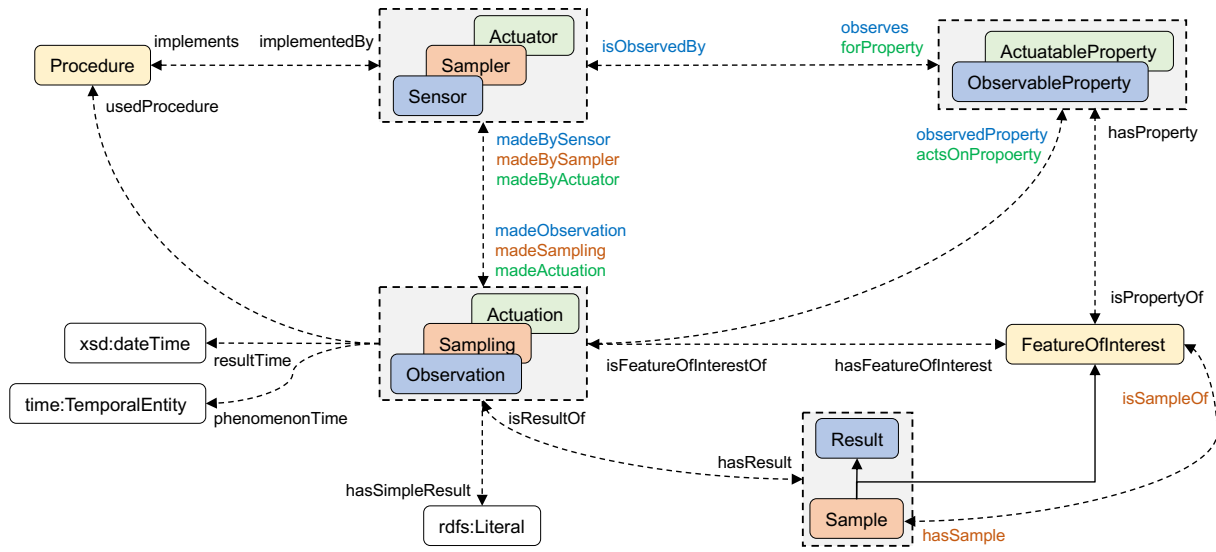 Actuator
implements
implementedBy
observes
isObservedBy
forProperty
ActuatableProperty
Procedure
Sampler
ObservableProperty
Sensor
usedProcedure
madeBySensor
observedProperty
hasProperty
madeBySampler
actsOnPropoerty
madeByActuator
madeObservation
madeSampling
madeActuation
isPropertyOf
Actuation
xsd:dateTime
Sampling
FeatureOfInterest
resultTime
isFeatureOfInterestOf
hasFeatureOfInterest
Observation
time:TemporalEntity
isSampleOf
phenomenonTime
isResultOf
Result
hasResult
hasSimpleResult
rdfs:Literal
Sample
hasSample